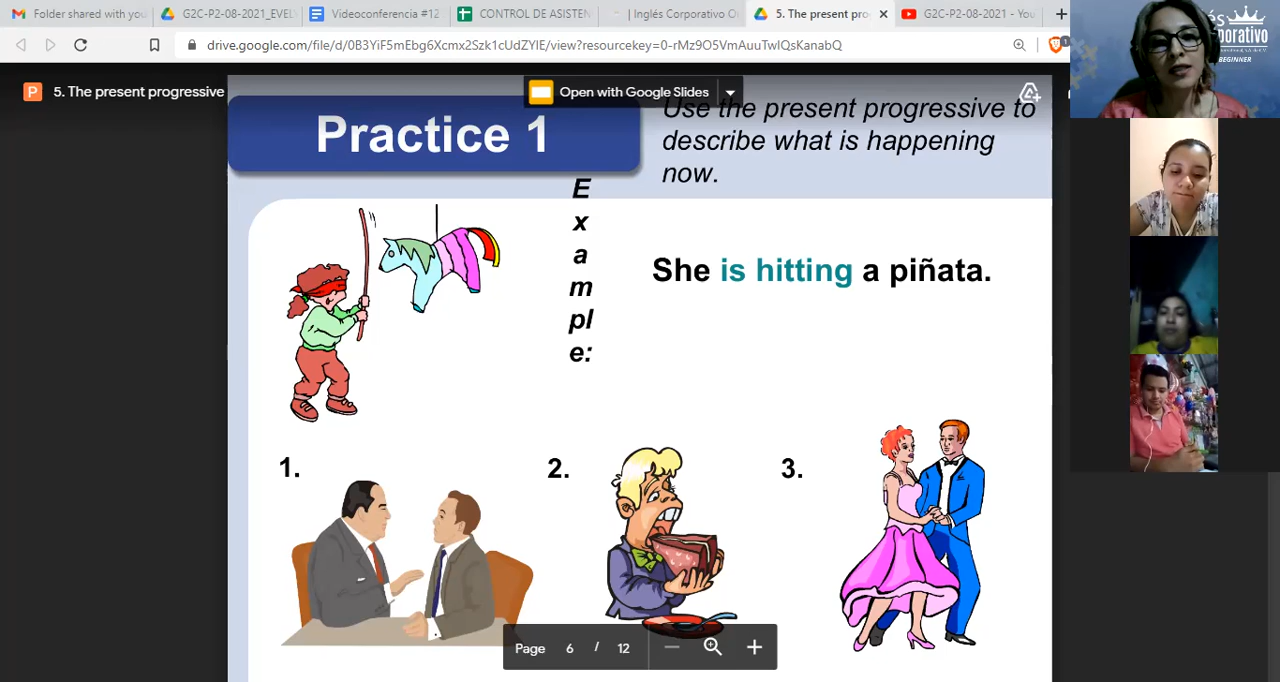 Folder shared with you
G2C-P2-08-2021_EVEL
Videoconferencia #12
CONTROL DE ASISTEN
| Inglés Corporativo O
5. The present pro
G2C-P2-08-2021 - You
drive.google.com/file/d/0B3YiF5mEbg6Xcmx2Szk1cUdZYlE/view?resourcekey=0-rMz9O5VmAuuTwIQsKanabQ
és
porativo
BEGINNER
P 5. The present progressive
Open with Google Slides
Practice 1
Use the present progressive to
describe what is happening
now.
E
x
a
m
pl
e:
She is hitting a piñata.
1.
2.
3.
Page 6 / 12